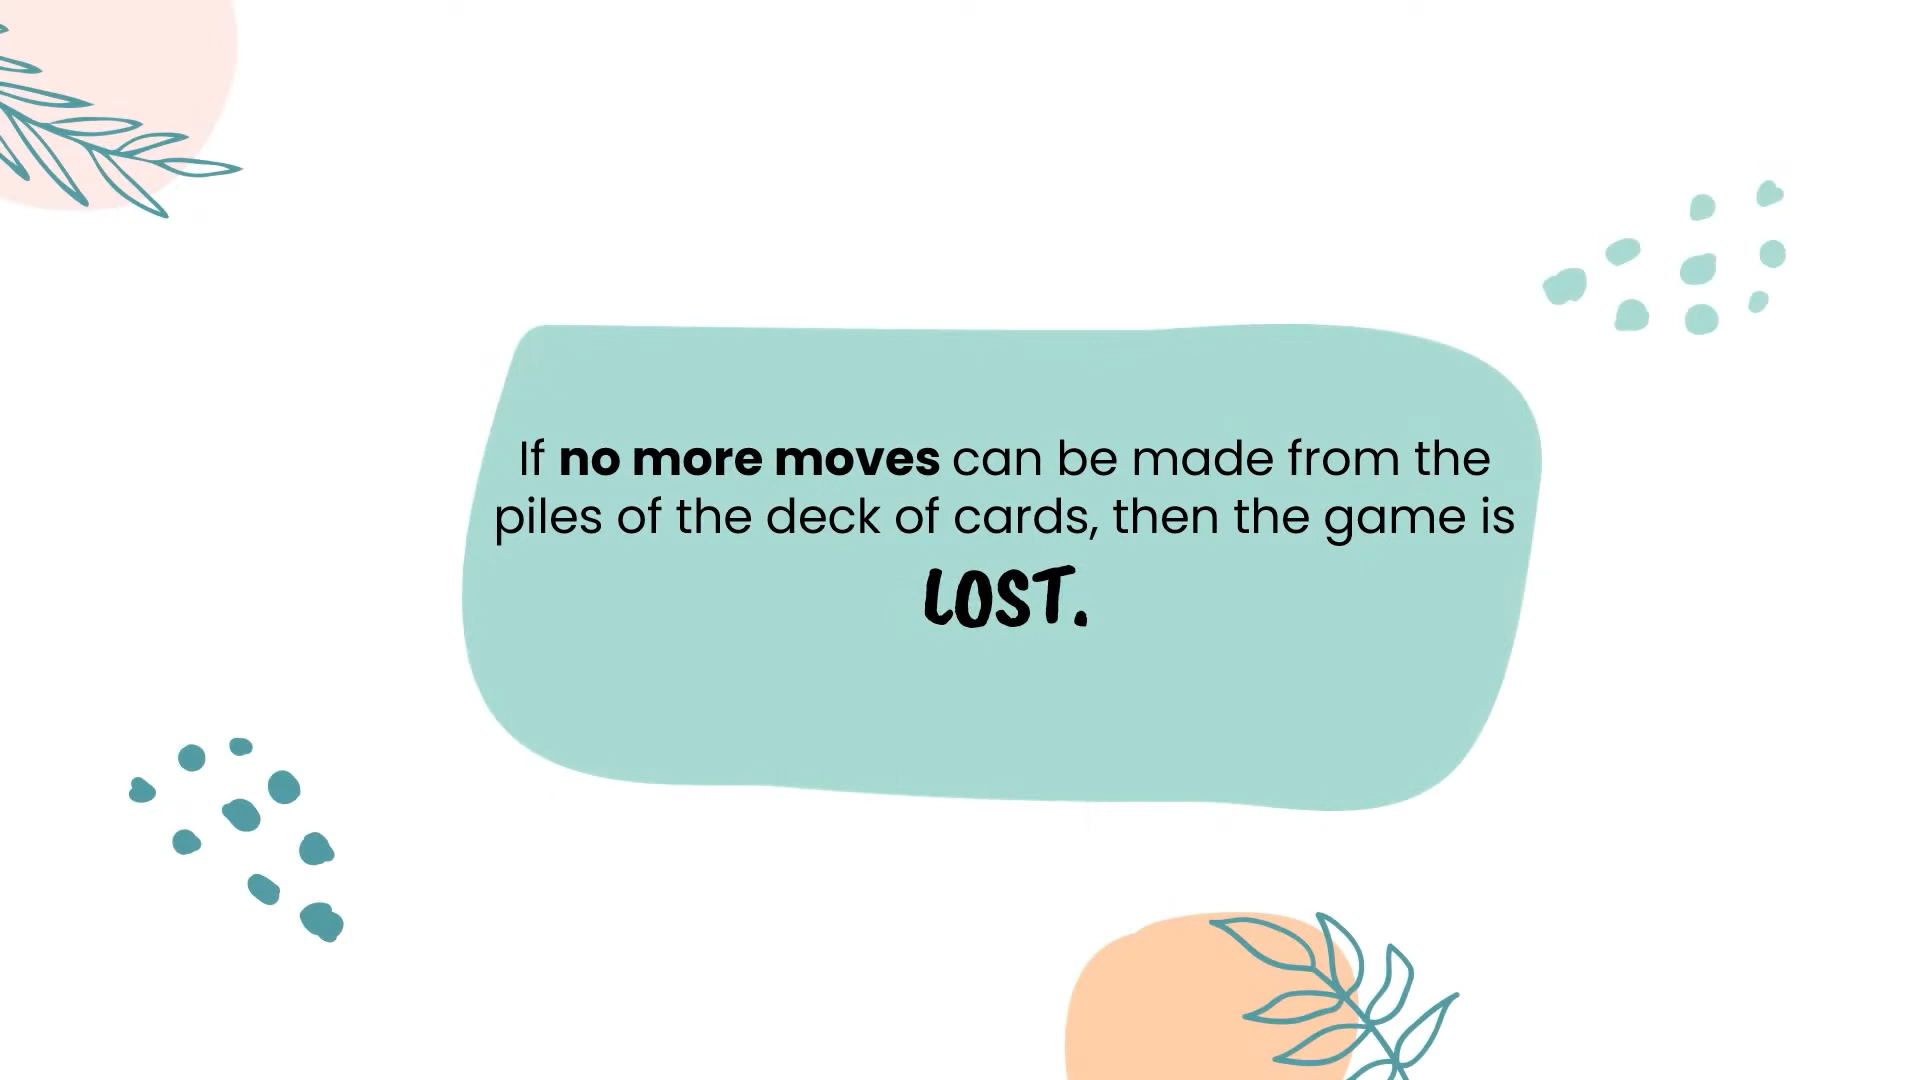 If no more moves can be made from the
piles of the deck of cards, then the game is
LOST.